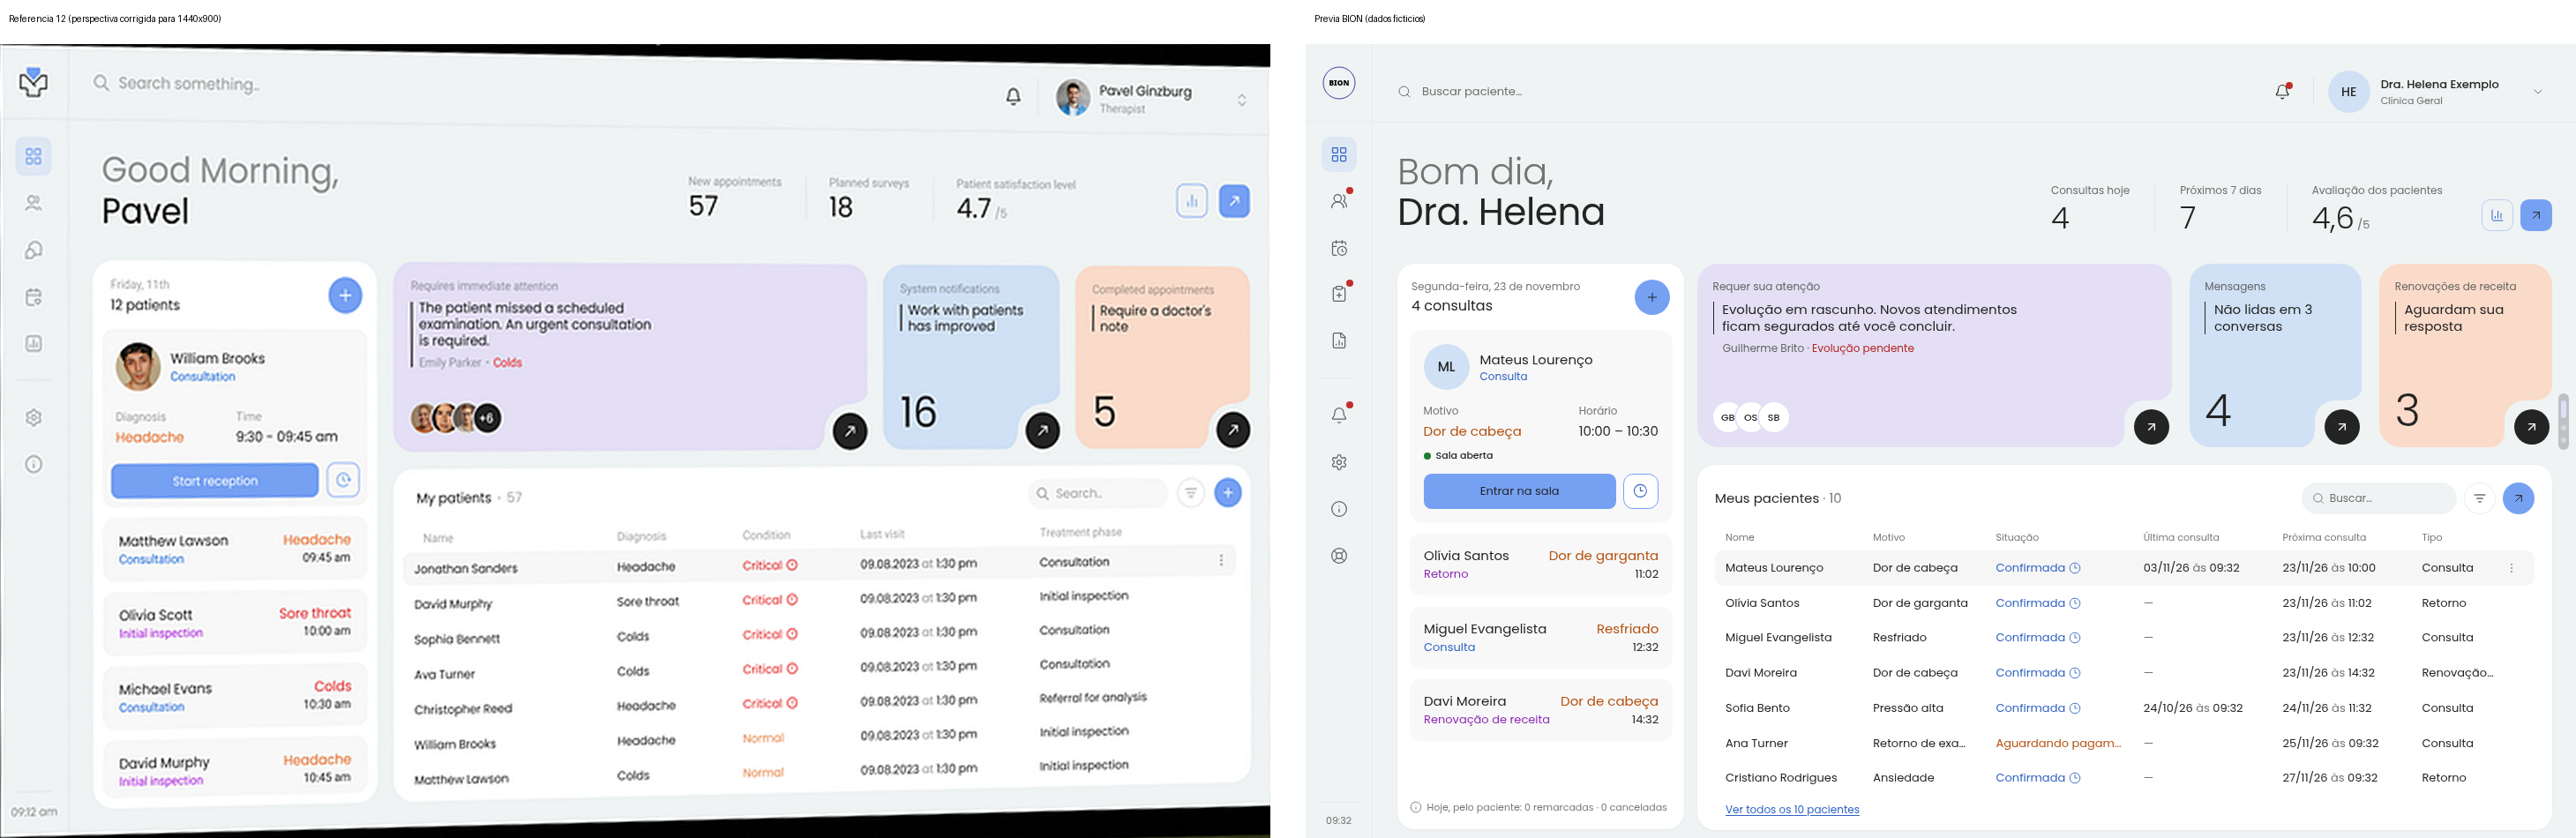 Referencia 12 (perspectiva corrigida para 1440x900)
Search something..
Pavel Ginzburg
Therapist
Good Morning,
Pavel
New appointments
57
Planned surveys
18
Patient satisfaction level
4.7 /5
Friday, 11th
12 patients
William Brooks
Consultation
Diagnosis
Time
Headache
9:30 - 09:45 am
Start reception
Matthew Lawson
Headache
Consultation
09:45 am
Olivia Scott
Sore throat
Initial inspection
10:00 am
Michael Evans
Colds
Consultation
10:30 am
David Murphy
Headache
Initial inspection
10:45 am
09:12 am
Requires immediate attention
The patient missed a scheduled
examination. An urgent consultation
is required.
Emily Parker • Colds
+6
System notifications
Work with patients
has improved
16
Completed appointments
Require a doctor's
note
5
My patients • 57
Search..
Name Diagnosis Condition Last visit Treatment phase
Jonathan Sanders Headache Critical 09.08.2023 at 1:30 pm Consultation
David Murphy Sore throat Critical 09.08.2023 at 1:30 pm Initial inspection
Sophia Bennett Colds Critical 09.08.2023 at 1:30 pm Consultation
Ava Turner Colds Critical 09.08.2023 at 1:30 pm Consultation
Christopher Reed Headache Critical 09.08.2023 at 1:30 pm Referral for analysis
William Brooks Headache Normal 09.08.2023 at 1:30 pm Initial inspection
Matthew Lawson Colds Normal 09.08.2023 at 1:30 pm Initial inspection
Previa BION (dados ficticios)
BION
Buscar paciente...
HE
Dra. Helena Exemplo
Clínica Geral
Bom dia,
Dra. Helena
Consultas hoje
4
Próximos 7 dias
7
Avaliação dos pacientes
4,6 /5
Segunda-feira, 23 de novembro
4 consultas
ML
Mateus Lourenço
Consulta
Motivo
Horário
Dor de cabeça
10:00 – 10:30
Sala aberta
Entrar na sala
Olívia Santos
Dor de garganta
Retorno
11:02
Miguel Evangelista
Resfriado
Consulta
12:32
Davi Moreira
Dor de cabeça
Renovação de receita
14:32
Hoje, pelo paciente: 0 remarcadas · 0 canceladas
09:32
Requer sua atenção
Evolução em rascunho. Novos atendimentos
ficam segurados até você concluir.
Guilherme Brito · Evolução pendente
GB OS SB
Mensagens
Não lidas em 3
conversas
4
Renovações de receita
Aguardam sua
resposta
3
Meus pacientes · 10
Buscar...
Nome Motivo Situação Última consulta Próxima consulta Tipo
Mateus Lourenço Dor de cabeça Confirmada 03/11/26 às 09:32 23/11/26 às 10:00 Consulta
Olívia Santos Dor de garganta Confirmada — 23/11/26 às 11:02 Retorno
Miguel Evangelista Resfriado Confirmada — 23/11/26 às 12:32 Consulta
Davi Moreira Dor de cabeça Confirmada — 23/11/26 às 14:32 Renovação...
Sofia Bento Pressão alta Confirmada 24/10/26 às 09:32 24/11/26 às 11:32 Consulta
Ana Turner Retorno de exa... Aguardando pagam... — 25/11/26 às 09:32 Consulta
Cristiano Rodrigues Ansiedade Confirmada — 27/11/26 às 09:32 Retorno
Ver todos os 10 pacientes